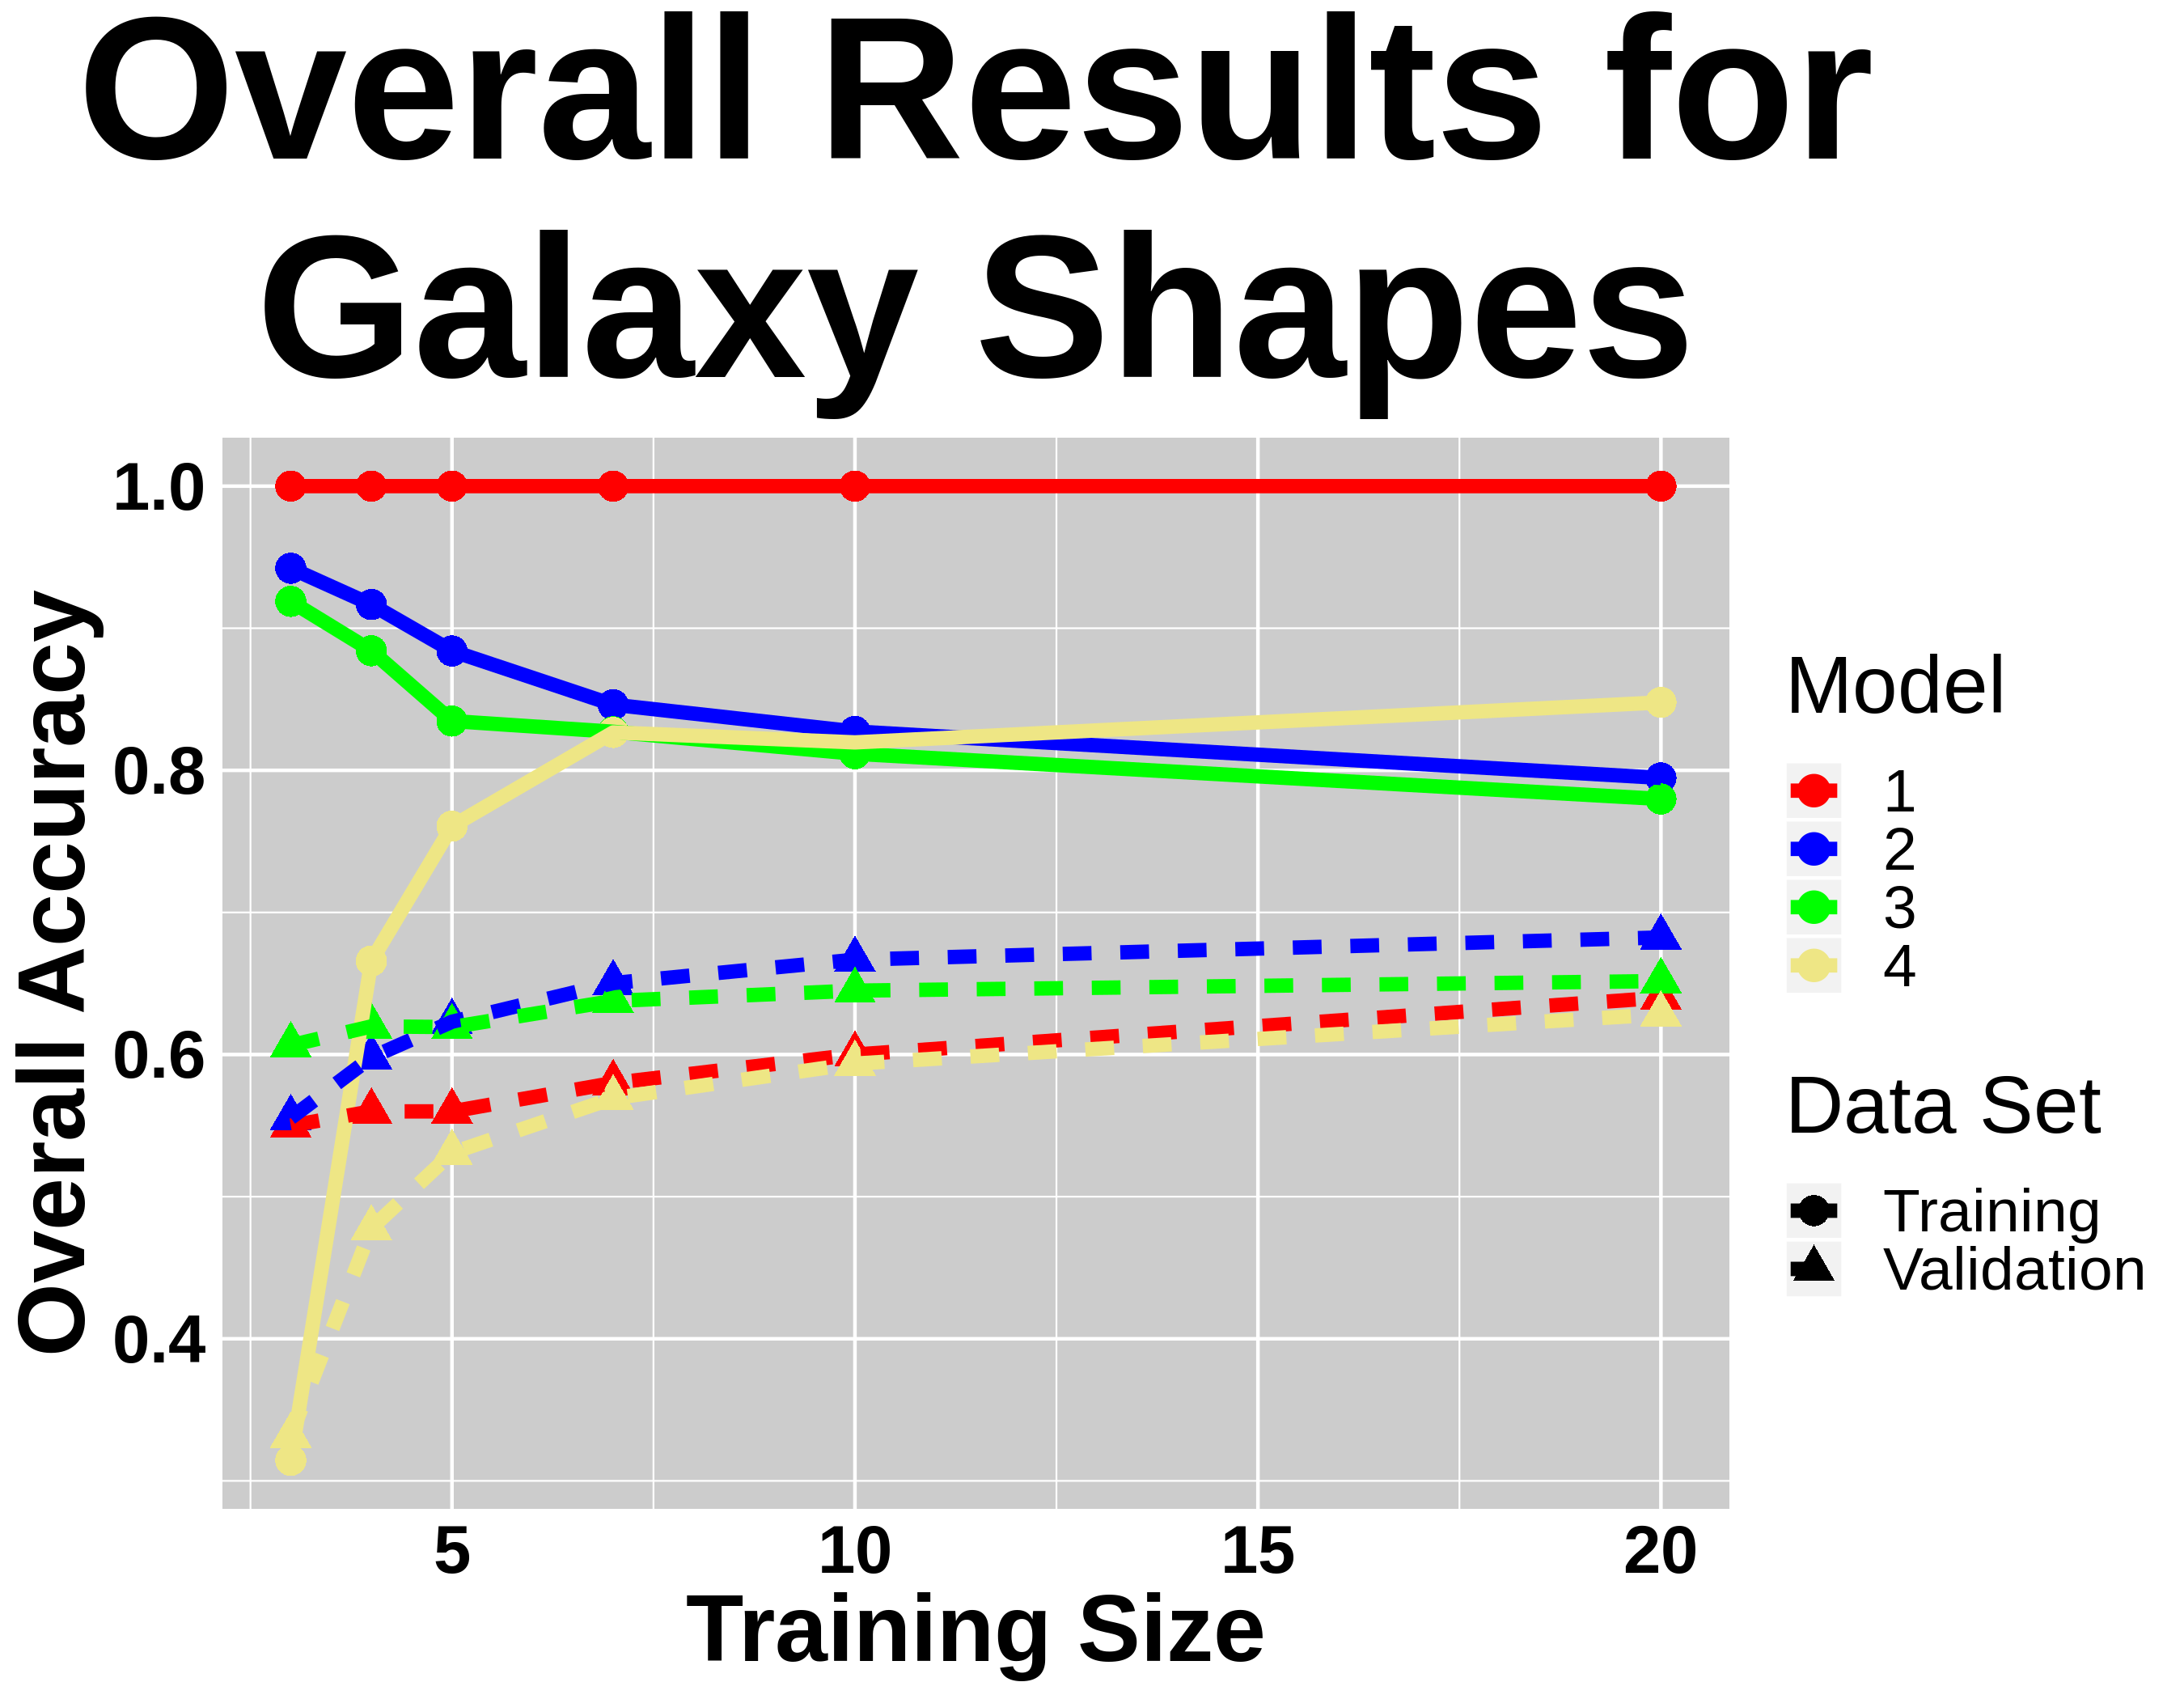 Overall Results for
Galaxy Shapes
Overall Accuracy
1.0
0.8
0.6
0.4
5 10 15 20
Training Size
Model
1
2
3
4
Data Set
Training
Validation